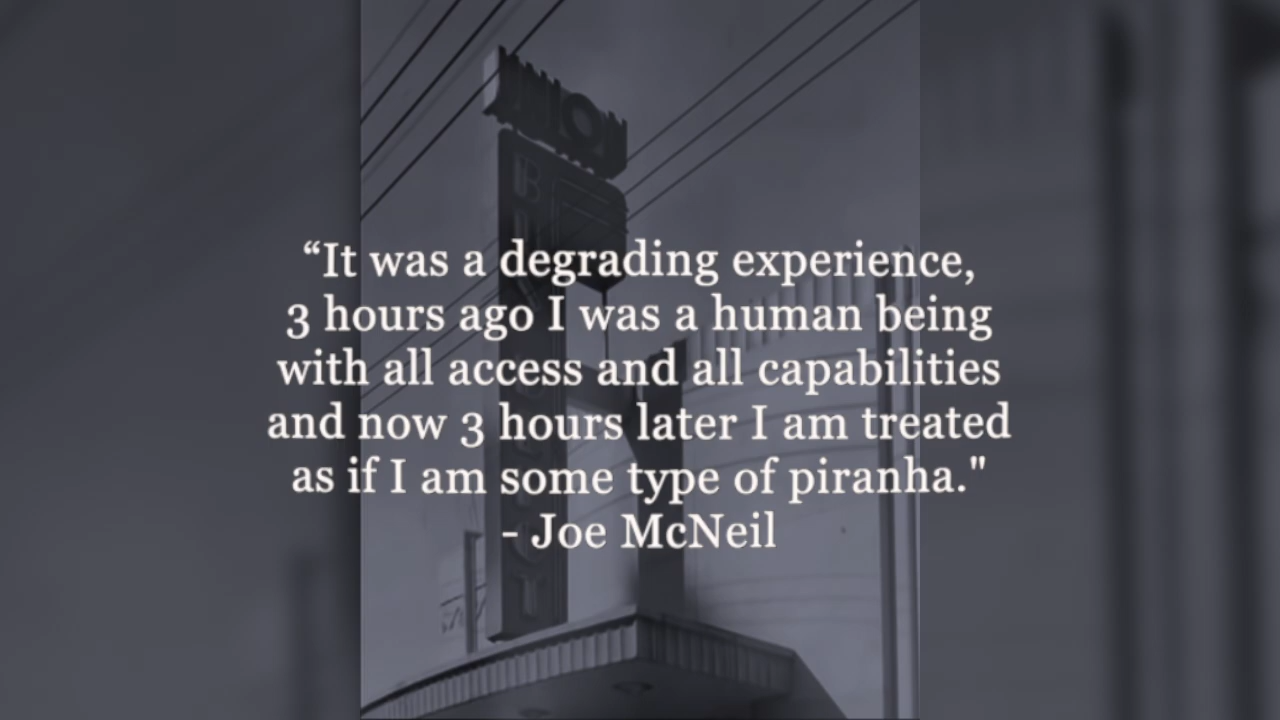 UNION
“It was a degrading experience,
3 hours ago I was a human being
with all access and all capabilities
and now 3 hours later I am treated
as if I am some type of piranha."
- Joe McNeil